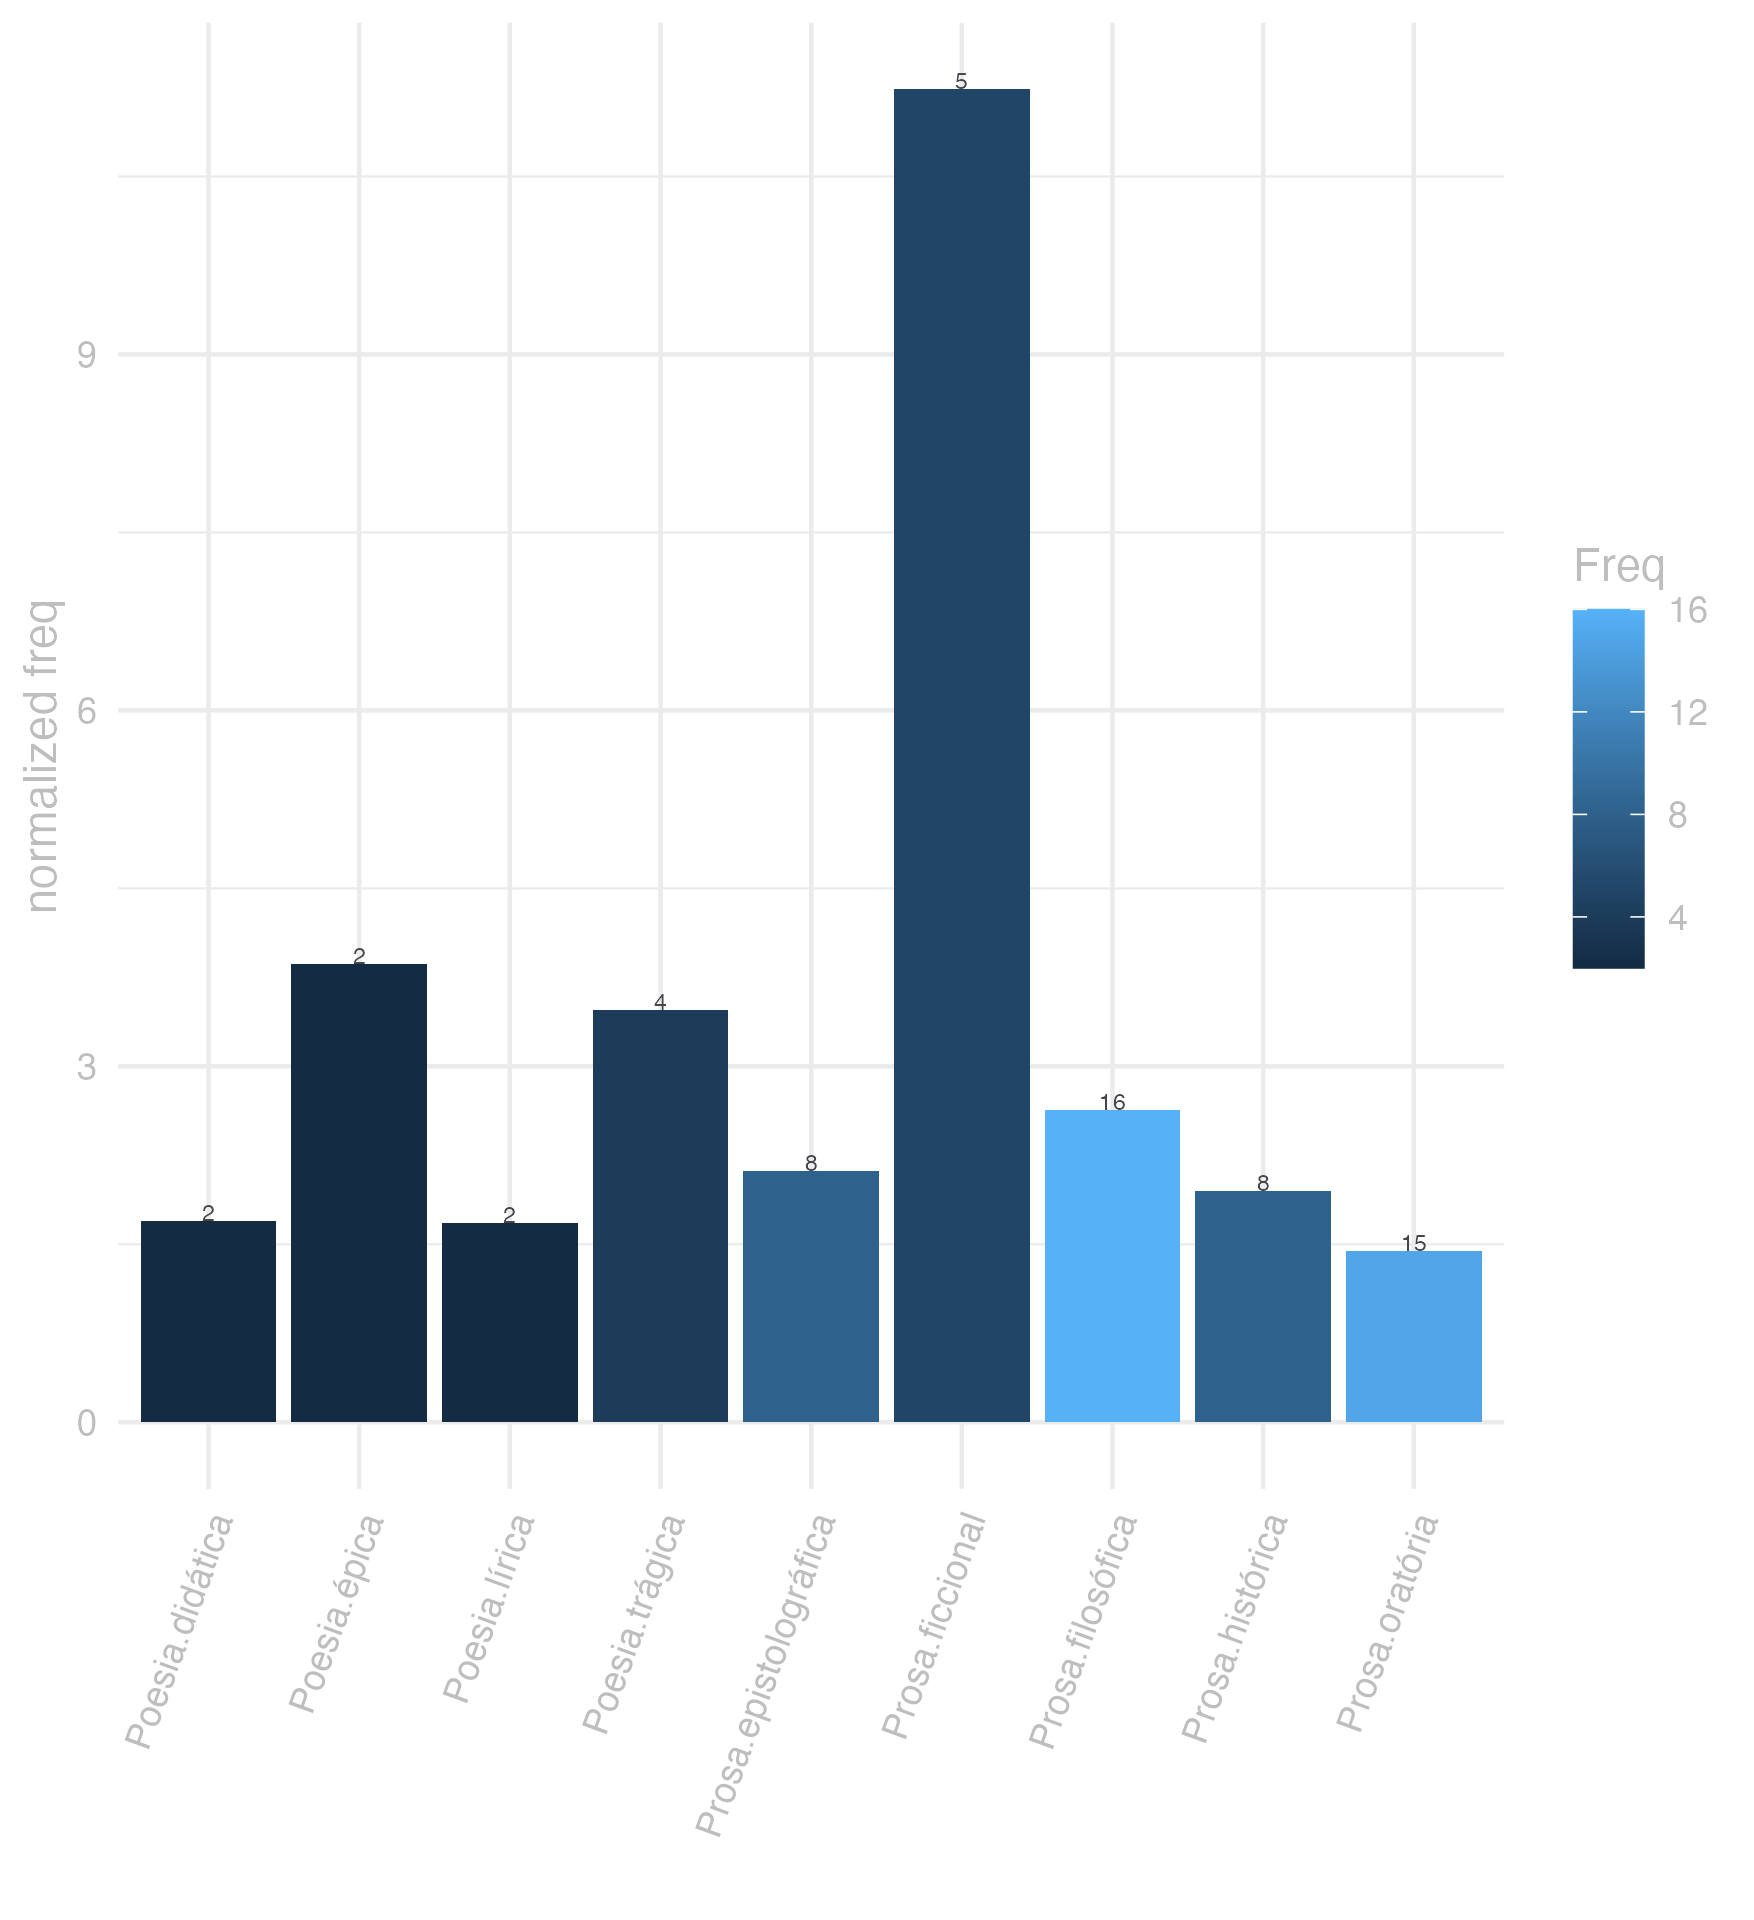 5
9
6
3
0
normalized freq
2
2
2
4
8
16
8
15
Poesia.didática
Poesia.épica
Poesia.lírica
Poesia.trágica
Prosa.epistolográfica
Prosa.ficcional
Prosa.filosófica
Prosa.histórica
Prosa.oratória
Freq
16
12
8
4